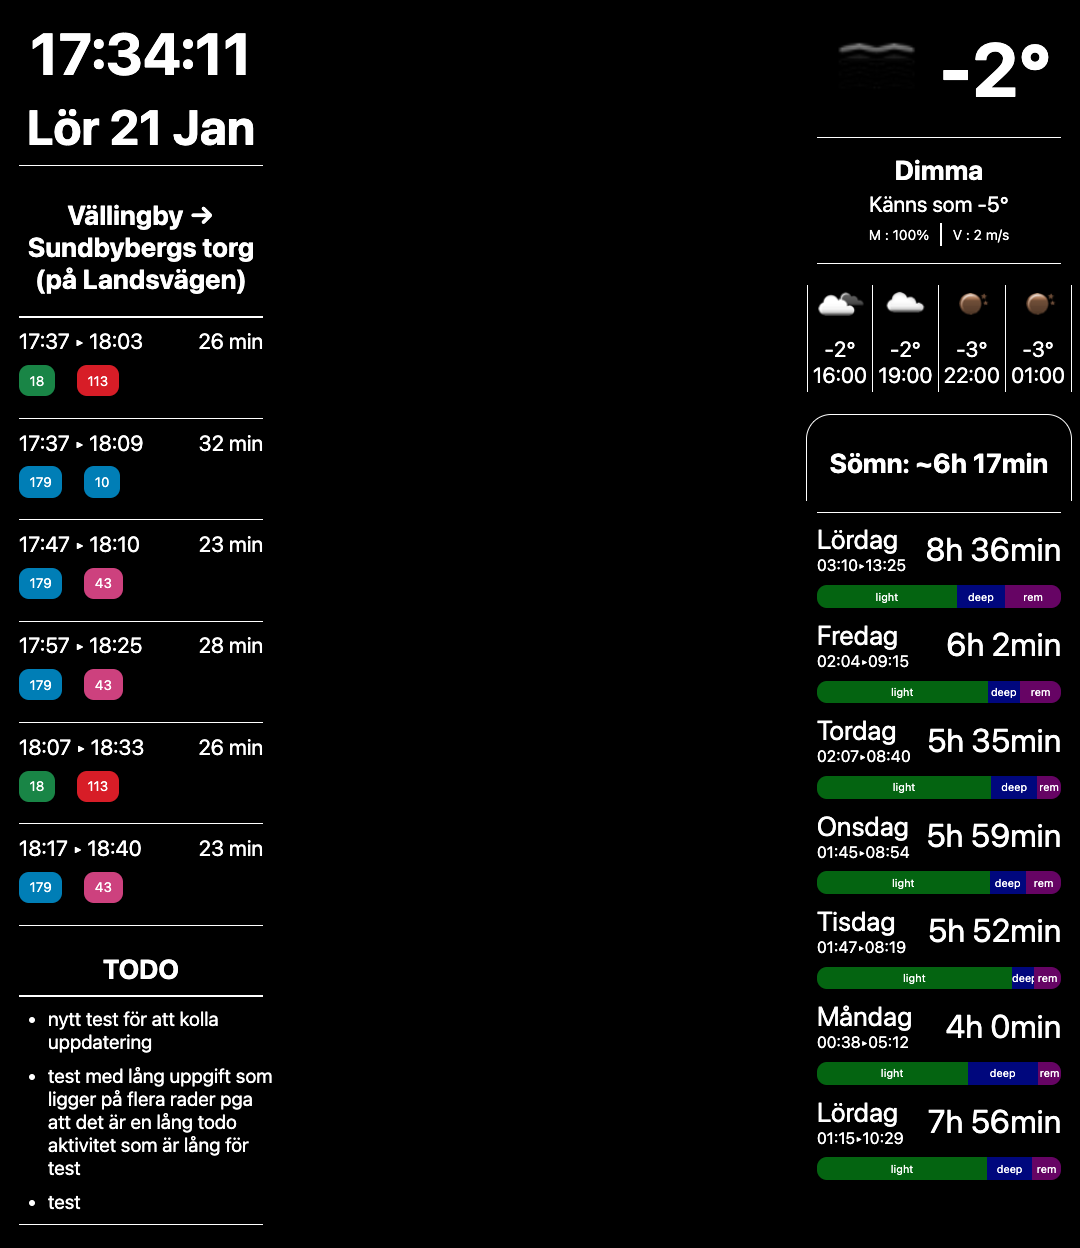 17:34:11
Lör 21 Jan
Vällingby →
Sundbybergs torg
(på Landsvägen)
17:37 ▸ 18:03 26 min
18 113
17:37 ▸ 18:09 32 min
179 10
17:47 ▸ 18:10 23 min
179 43
17:57 ▸ 18:25 28 min
179 43
18:07 ▸ 18:33 26 min
18 113
18:17 ▸ 18:40 23 min
179 43
TODO
• nytt test för att kolla
uppdatering
• test med lång uppgift som
ligger på flera rader pga
att det är en lång todo
aktivitet som är lång för
test
• test
-2°
Dimma
Känns som -5°
M : 100% V : 2 m/s
-2° -2° -3° -3°
16:00 19:00 22:00 01:00
Sömn: ~6h 17min
Lördag 8h 36min
03:10▸13:25
light deep rem
Fredag 6h 2min
02:04▸09:15
light deep rem
Tordag 5h 35min
02:07▸08:40
light deep rem
Onsdag 5h 59min
01:45▸08:54
light deep rem
Tisdag 5h 52min
01:47▸08:19
light deep rem
Måndag 4h 0min
00:38▸05:12
light deep rem
Lördag 7h 56min
01:15▸10:29
light deep rem